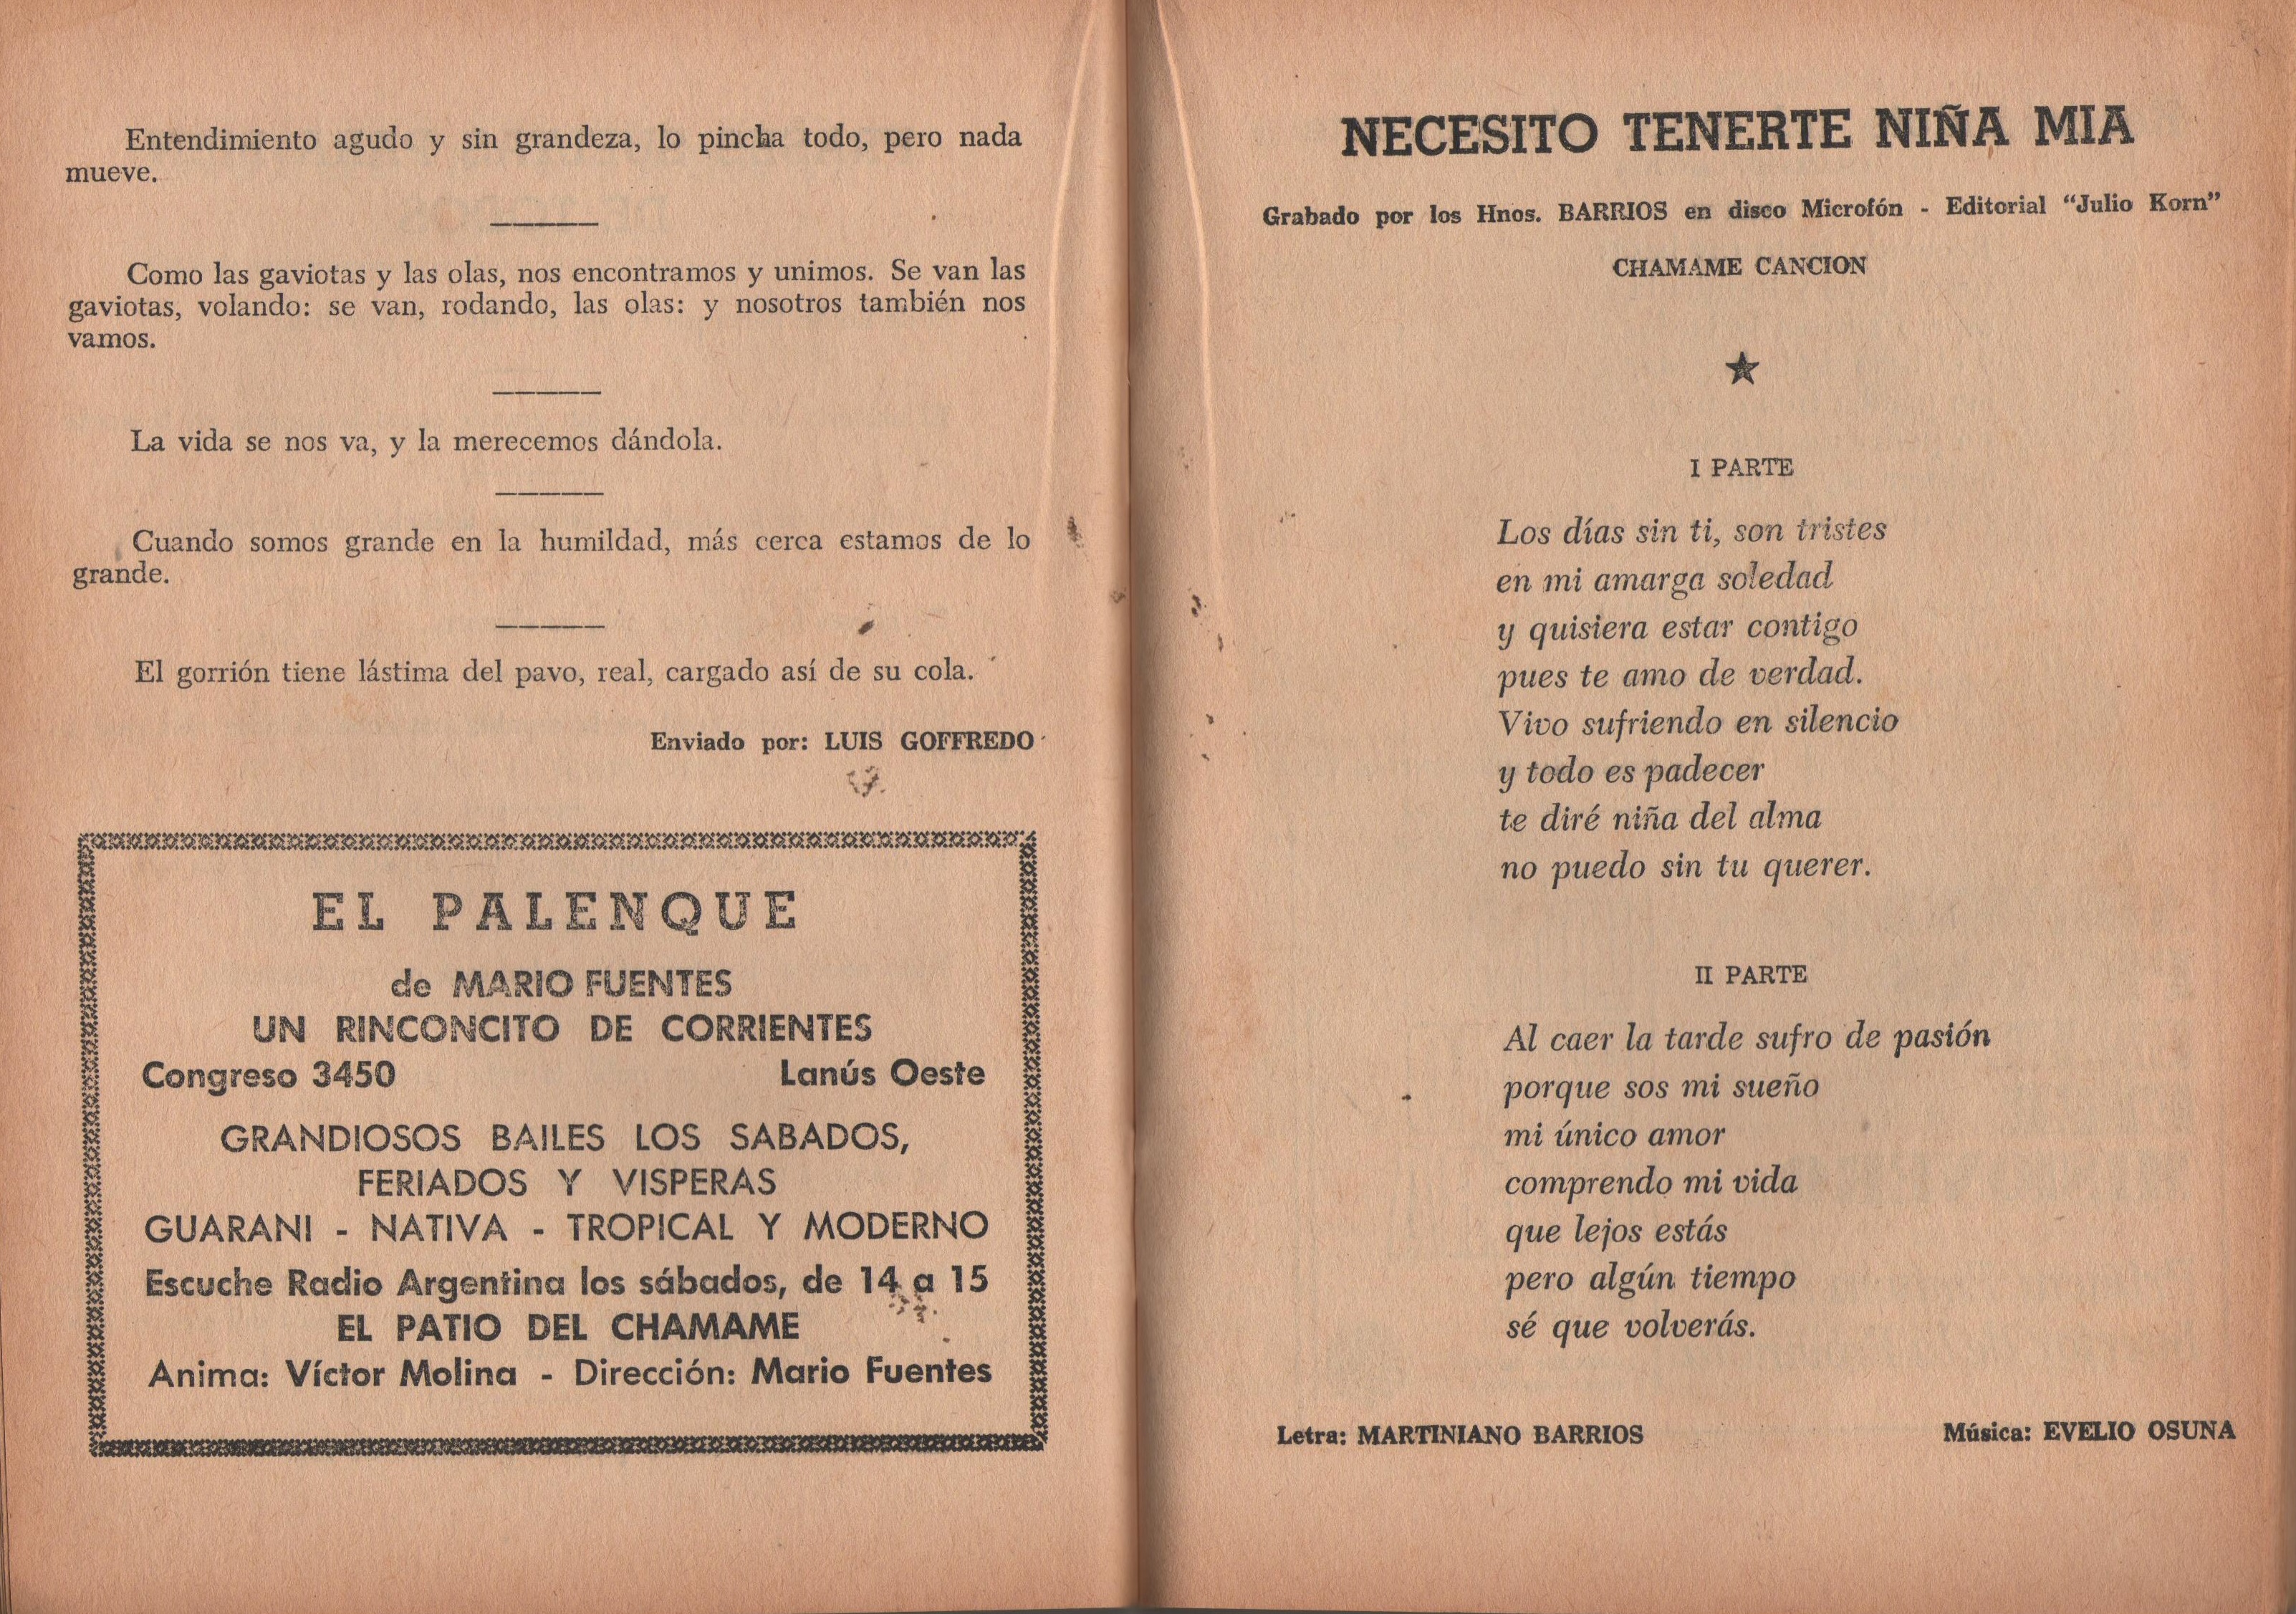 Entendimiento agudo y sin grandeza, lo pincha todo, pero nada
mueve.
Como las gaviotas y las olas, nos encontramos y unimos. Se van las
gaviotas, volando: se van, rodando, las olas: y nosotros también nos
vamos.
La vida se nos va, y la merecemos dándola.
Cuando somos grande en la humildad, más cerca estamos de lo
grande.
El gorrión tiene lástima del pavo, real, cargado así de su cola.
Enviado por: LUIS GOFFREDO
EL PALENQUE
de MARIO FUENTES
UN RINCONCITO DE CORRIENTES
Congreso 3450 Lanús Oeste
GRANDIOSOS BAILES LOS SABADOS,
FERIADOS Y VISPERAS
GUARANI - NATIVA - TROPICAL Y MODERNO
Escuche Radio Argentina los sábados, de 14 a 15
EL PATIO DEL CHAMAME
Anima: Víctor Molina - Dirección: Mario Fuentes
NECESITO TENERTE NIÑA MIA
Grabado por los Hnos. BARRIOS en disco Microfón - Editorial “Julio Korn”
CHAMAME CANCION
I PARTE
Los días sin ti, son tristes
en mi amarga soledad
y quisiera estar contigo
pues te amo de verdad.
Vivo sufriendo en silencio
y todo es padecer
te diré niña del alma
no puedo sin tu querer.
II PARTE
Al caer la tarde sufro de pasión
porque sos mi sueño
mi único amor
comprendo mi vida
que lejos estás
pero algún tiempo
sé que volverás.
Letra: MARTINIANO BARRIOS Música: EVELIO OSUNA